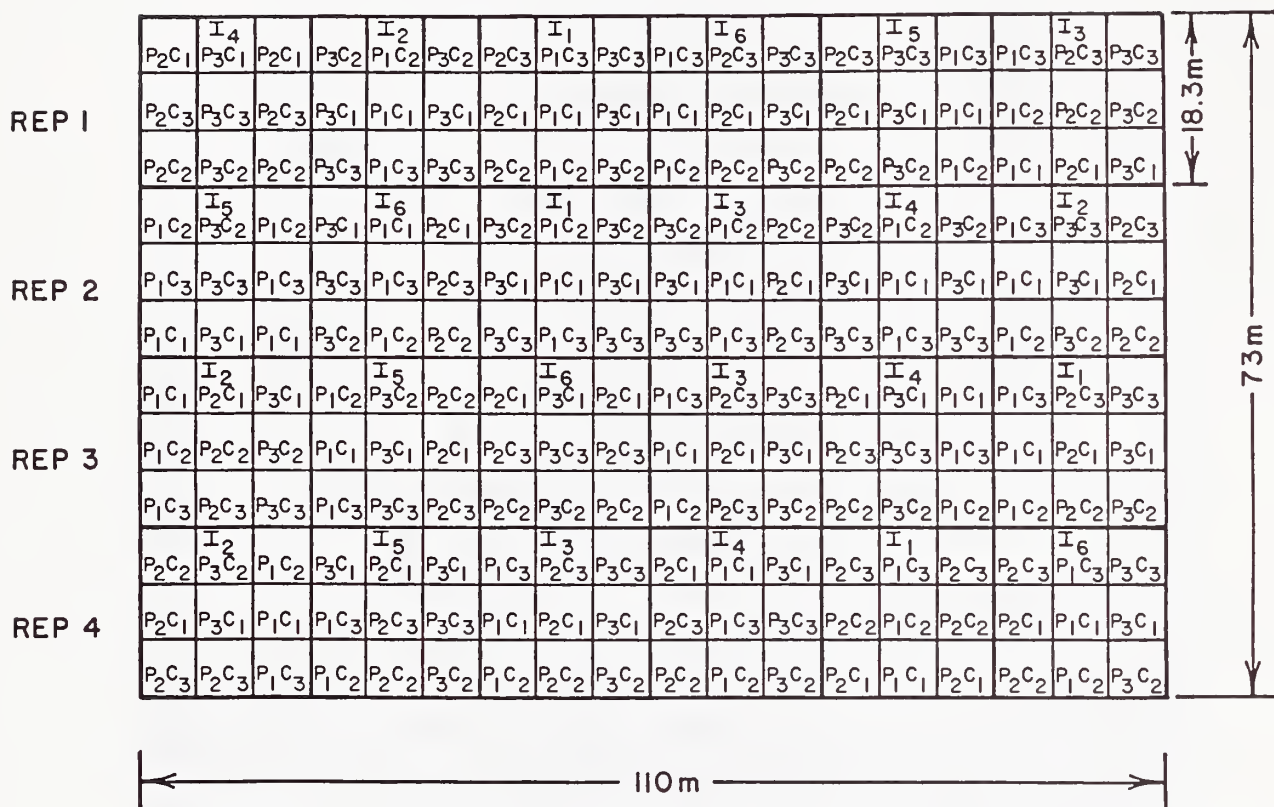 I₄ I₂ I₁ I₆ I₅ I₃
P₂C₁ P₃C₁ P₂C₁ P₃C₂ P₁C₂ P₃C₂ P₂C₃ P₁C₃ P₃C₃ P₁C₃ P₂C₃ P₃C₃ P₂C₃ P₃C₃ P₁C₃ P₁C₃ P₂C₃ P₃C₃
REP 1
P₂C₃ P₃C₃ P₂C₃ P₃C₁ P₁C₁ P₃C₁ P₂C₁ P₁C₁ P₃C₁ P₁C₁ P₂C₁ P₃C₁ P₂C₁ P₃C₁ P₁C₁ P₁C₂ P₂C₂ P₃C₂
P₂C₂ P₃C₂ P₂C₂ P₃C₃ P₁C₃ P₃C₃ P₂C₂ P₁C₂ P₃C₂ P₁C₂ P₂C₂ P₃C₂ P₂C₂ P₃C₂ P₁C₂ P₁C₁ P₂C₁ P₃C₁
I₅ I₆ I₁ I₃ I₄ I₂
P₁C₂ P₃C₂ P₁C₂ P₃C₁ P₁C₁ P₂C₁ P₃C₂ P₁C₂ P₃C₂ P₃C₂ P₁C₂ P₂C₂ P₃C₂ P₁C₂ P₃C₂ P₁C₃ P₃C₃ P₂C₃
REP 2
P₁C₃ P₃C₃ P₁C₃ P₃C₃ P₁C₃ P₂C₃ P₃C₁ P₁C₁ P₃C₁ P₃C₁ P₁C₁ P₂C₁ P₃C₁ P₁C₁ P₃C₁ P₁C₁ P₃C₁ P₂C₁
P₁C₁ P₃C₁ P₁C₁ P₃C₂ P₁C₂ P₂C₂ P₃C₃ P₁C₃ P₃C₃ P₃C₃ P₁C₃ P₂C₃ P₃C₃ P₁C₃ P₃C₃ P₁C₂ P₃C₂ P₂C₂
I₂ I₅ I₆ I₃ I₄ I₁
P₁C₁ P₂C₁ P₃C₁ P₁C₂ P₃C₂ P₂C₂ P₂C₁ P₃C₁ P₂C₁ P₁C₃ P₂C₃ P₃C₃ P₂C₁ P₃C₁ P₁C₁ P₁C₃ P₂C₃ P₃C₃
REP 3
P₁C₂ P₂C₂ P₃C₂ P₁C₁ P₃C₁ P₂C₁ P₂C₃ P₃C₃ P₂C₃ P₁C₁ P₂C₁ P₃C₁ P₂C₃ P₃C₃ P₁C₃ P₁C₁ P₂C₁ P₃C₁
P₁C₃ P₂C₃ P₃C₃ P₁C₃ P₃C₃ P₂C₃ P₂C₂ P₃C₂ P₂C₂ P₁C₂ P₂C₃ P₃C₂ P₂C₂ P₃C₂ P₁C₂ P₁C₂ P₂C₂ P₃C₂
I₂ I₅ I₃ I₄ I₁ I₆
P₂C₂ P₃C₂ P₁C₂ P₃C₁ P₂C₁ P₃C₁ P₁C₃ P₂C₃ P₃C₃ P₂C₁ P₁C₁ P₃C₁ P₂C₃ P₁C₃ P₂C₃ P₂C₃ P₁C₃ P₃C₃
REP 4
P₂C₁ P₃C₁ P₁C₁ P₁C₃ P₂C₃ P₃C₃ P₁C₁ P₂C₁ P₃C₁ P₂C₃ P₁C₃ P₃C₃ P₂C₂ P₁C₂ P₂C₂ P₂C₁ P₁C₁ P₃C₁
P₂C₃ P₂C₃ P₁C₃ P₁C₂ P₂C₂ P₃C₂ P₁C₂ P₂C₂ P₃C₂ P₂C₂ P₁C₂ P₃C₂ P₂C₁ P₁C₁ P₂C₁ P₂C₂ P₁C₂ P₃C₂
18.3m
73m
110m